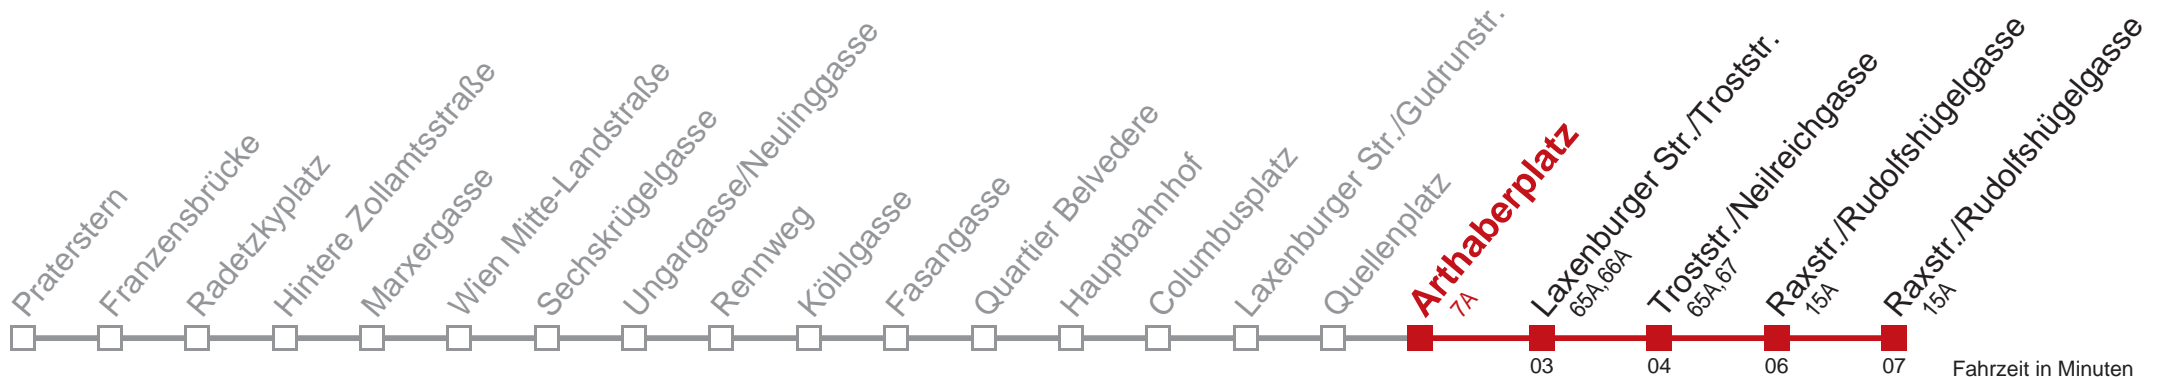 Praterstern
Franzensbrücke
Radetzkyplatz
Hintere Zollamtsstraße
Marxergasse
Wien Mitte-Landstraße
Sechskrügelgasse
Ungargasse/Neulinggasse
Rennweg
Kölblgasse
Fasangasse
Quartier Belvedere
Hauptbahnhof
Columbusplatz
Laxenburger Str./Gudrunstr.
Quellenplatz
Arthaberplatz
7A
Laxenburger Str./Troststr.
65A,66A
Troststr./Neilreichgasse
65A,67
Raxstr./Rudolfshügelgasse
15A
Raxstr./Rudolfshügelgasse
15A
03
04
06
07
Fahrzeit in Minuten